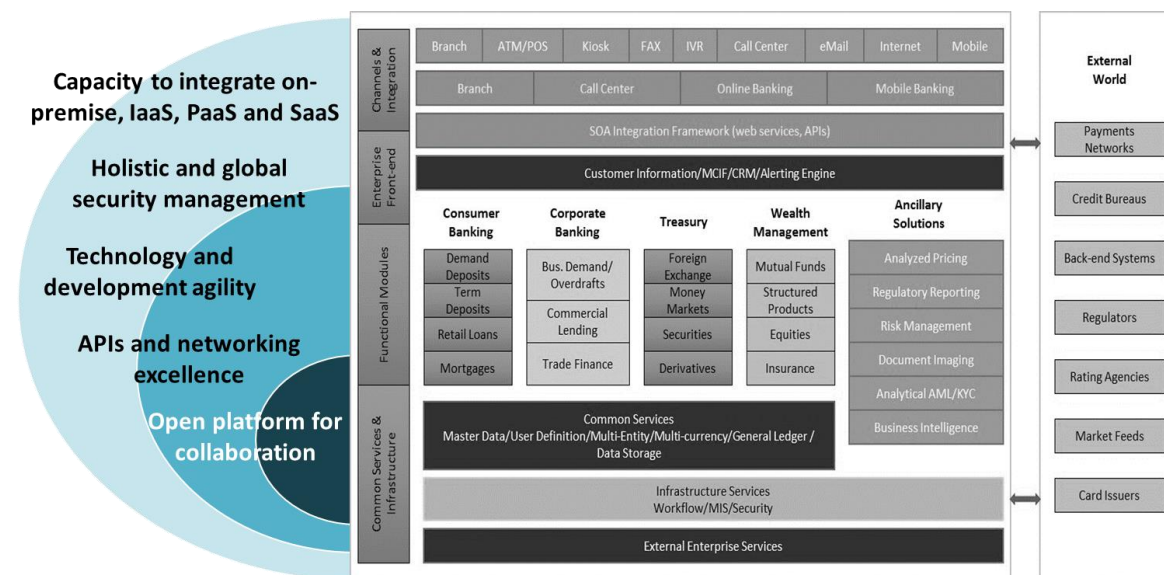 Capacity to integrate on-
premise, IaaS, PaaS and SaaS
Holistic and global
security management
Technology and
development agility
APIs and networking
excellence
Open platform for
collaboration
Channels &
Integration
Branch
ATM/POS
Kiosk
FAX
IVR
Call Center
eMail
Internet
Mobile
Branch
Call Center
Online Banking
Mobile Banking
SOA Integration Framework (web services, APIs)
Enterprise
Front-end
Customer Information/MCIF/CRM/Alerting Engine
Functional Modules
Consumer
Banking
Demand
Deposits
Term
Deposits
Retail Loans
Mortgages
Corporate
Banking
Bus. Demand/
Overdrafts
Commercial
Lending
Trade Finance
Treasury
Foreign
Exchange
Money
Markets
Securities
Derivatives
Wealth
Management
Mutual Funds
Structured
Products
Equities
Insurance
Ancillary
Solutions
Analyzed Pricing
Regulatory Reporting
Risk Management
Document Imaging
Analytical AML/KYC
Business Intelligence
Common Services &
Infrastructure
Common Services
Master Data/User Definition/Multi-Entity/Multi-currency/General Ledger /
Data Storage
Infrastructure Services
Workflow/MIS/Security
External Enterprise Services
External
World
Payments
Networks
Credit Bureaus
Back-end Systems
Regulators
Rating Agencies
Market Feeds
Card Issuers